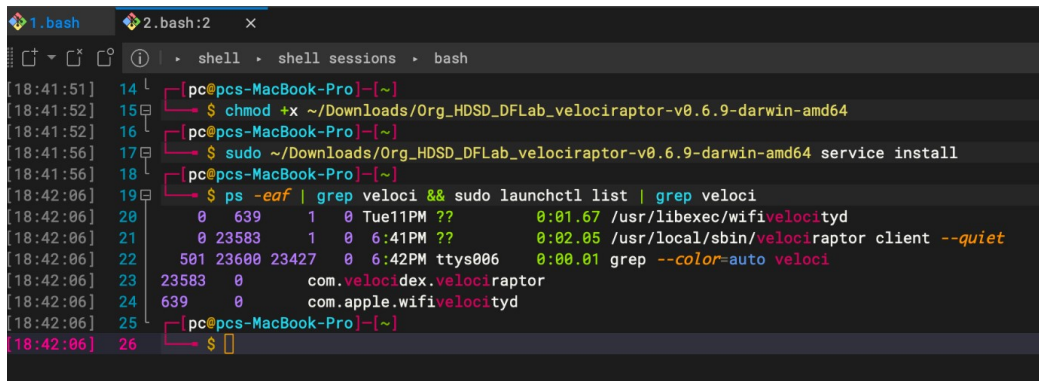 1.bash 2.bash:2 ×
shell ▸ shell sessions ▸ bash
[18:41:51] 14 ┌─[pc@pcs-MacBook-Pro]─[~]
[18:41:52] 15 └──╼ $ chmod +x ~/Downloads/Org_HDSD_DFLab_velociraptor-v0.6.9-darwin-amd64
[18:41:52] 16 ┌─[pc@pcs-MacBook-Pro]─[~]
[18:41:56] 17 └──╼ $ sudo ~/Downloads/Org_HDSD_DFLab_velociraptor-v0.6.9-darwin-amd64 service install
[18:41:56] 18 ┌─[pc@pcs-MacBook-Pro]─[~]
[18:42:06] 19 └──╼ $ ps -eaf | grep veloci && sudo launchctl list | grep veloci
[18:42:06] 20 0 639 1 0 Tue11PM ?? 0:01.67 /usr/libexec/wifivelocityd
[18:42:06] 21 0 23583 1 0 6:41PM ?? 0:02.05 /usr/local/sbin/velociraptor client --quiet
[18:42:06] 22 501 23600 23427 0 6:42PM ttys006 0:00.01 grep --color=auto veloci
[18:42:06] 23 23583 0 com.velocidex.velociraptor
[18:42:06] 24 639 0 com.apple.wifivelocityd
[18:42:06] 25 ┌─[pc@pcs-MacBook-Pro]─[~]
[18:42:06] 26 └──╼ $